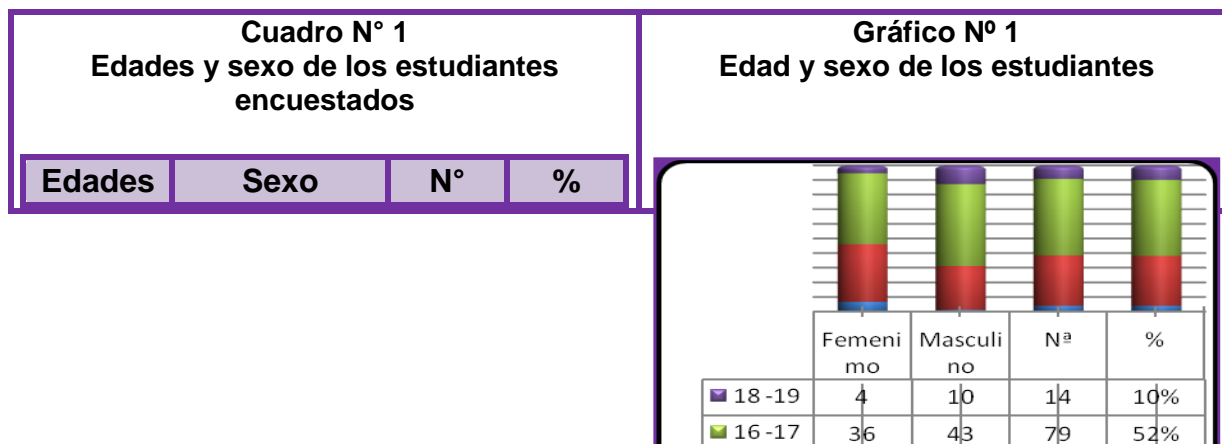 Cuadro N° 1
Edades y sexo de los estudiantes
encuestados
Edades Sexo N° %
Gráfico Nº 1
Edad y sexo de los estudiantes
Femeni Masculi Nª %
mo no
18 -19 4 10 14 10%
16 -17 36 43 79 52%